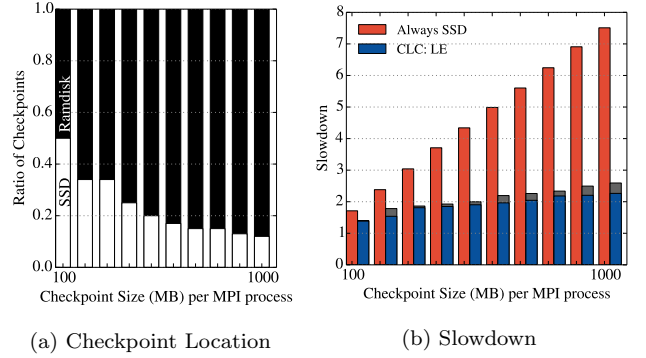 1.0
0.8
0.6
0.4
0.2
0.0
Ratio of Checkpoints
Ramdisk
SSD
100
1000
Checkpoint Size (MB) per MPI process
(a) Checkpoint Location
8
7
6
5
4
3
2
1
0
Slowdown
Always SSD
CLC: LE
100
1000
Checkpoint Size (MB) per MPI process
(b) Slowdown